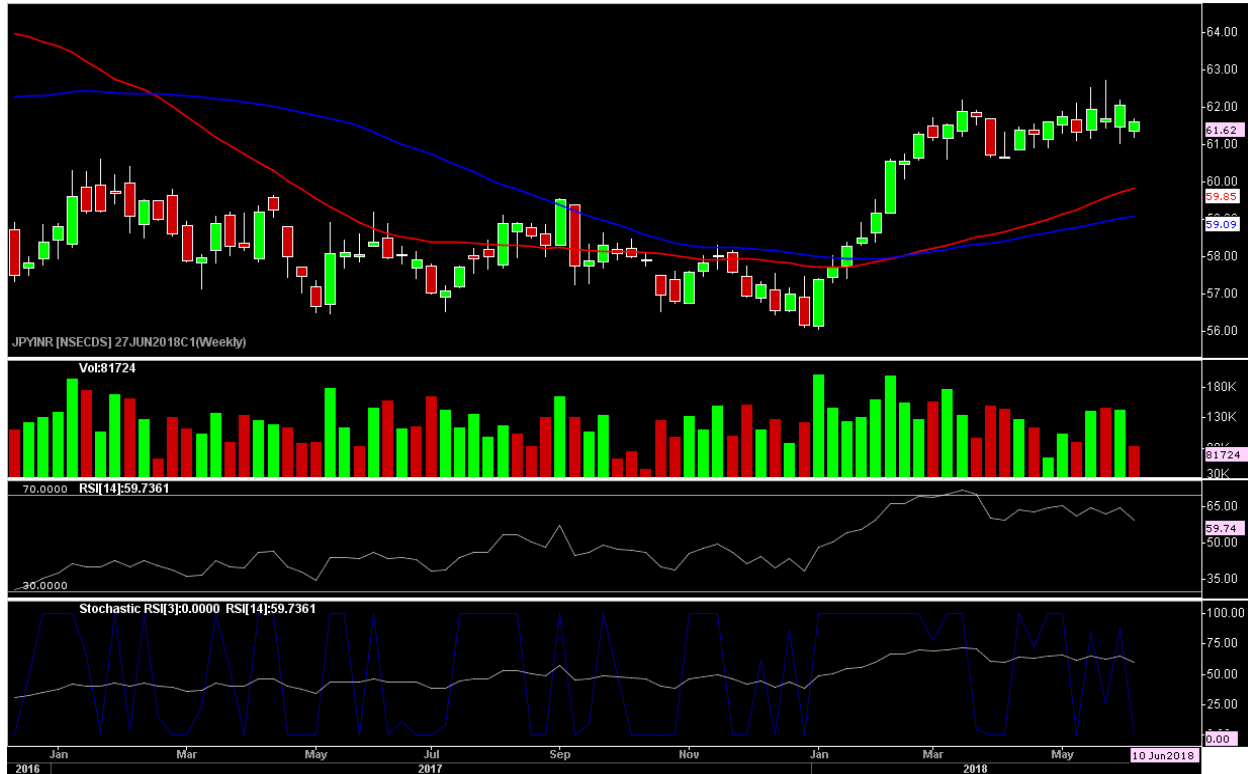 64.00
63.00
62.00
61.62
61.00
60.00
59.85
59.09
58.00
57.00
56.00
JPYINR [NSECDS] 27JUN2018C1(Weekly)
Vol:81724
180K
130K
81724
30K
70.0000 RSI[14]:59.7361
65.00
59.74
50.00
35.00
30.0000
Stochastic RSI[3]:0.0000 RSI[14]:59.7361
100.00
75.00
50.00
25.00
0.00
Jan Mar May Jul Sep Nov Jan Mar May 10Jun2018
2016 2017 2018